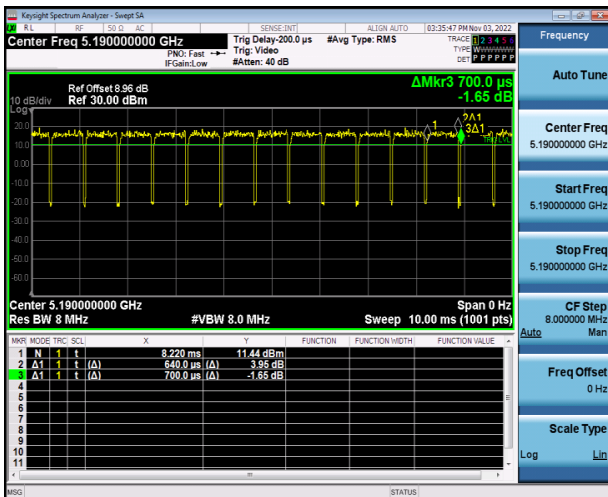 Keysight Spectrum Analyzer - Swept SA
RL RF 50 Ω AC SENSE:INT ALIGN AUTO 03:35:47 PM Nov 03, 2022
Center Freq 5.190000000 GHz
PNO: Fast
IFGain:Low
Trig Delay-200.0 µs
Trig: Video
#Atten: 40 dB
#Avg Type: RMS
TRACE 1 2 3 4 5 6
TYPE WWWWWW
DET P P P P P P
Ref Offset 8.96 dB
10 dB/div Ref 30.00 dBm
Log
ΔMkr3 700.0 µs
-1.65 dB
20.0
10.0
0.00
-10.0
-20.0
-30.0
-40.0
-50.0
-60.0
1
2Δ1
3Δ1
TRIG LVL
Center 5.190000000 GHz Span 0 Hz
Res BW 8 MHz #VBW 8.0 MHz Sweep 10.00 ms (1001 pts)
MKR MODE TRC SCL X Y FUNCTION FUNCTION WIDTH FUNCTION VALUE
1 N 1 t 8.220 ms 11.44 dBm
2 Δ1 1 t (Δ) 640.0 µs (Δ) 3.95 dB
3 Δ1 1 t (Δ) 700.0 µs (Δ) -1.65 dB
4
5
6
7
8
9
10
11
MSG STATUS
Frequency
Auto Tune
Center Freq
5.190000000 GHz
Start Freq
5.190000000 GHz
Stop Freq
5.190000000 GHz
CF Step
8.000000 MHz
Auto Man
Freq Offset
0 Hz
Scale Type
Log Lin